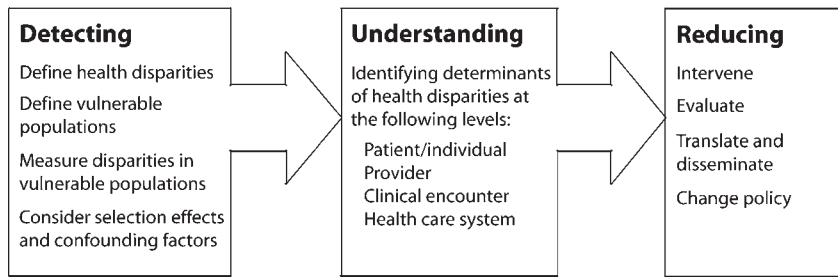 Detecting
Define health disparities
Define vulnerable
populations
Measure disparities in
vulnerable populations
Consider selection effects
and confounding factors
Understanding
Identifying determinants
of health disparities at
the following levels:
Patient/individual
Provider
Clinical encounter
Health care system
Reducing
Intervene
Evaluate
Translate and
disseminate
Change policy